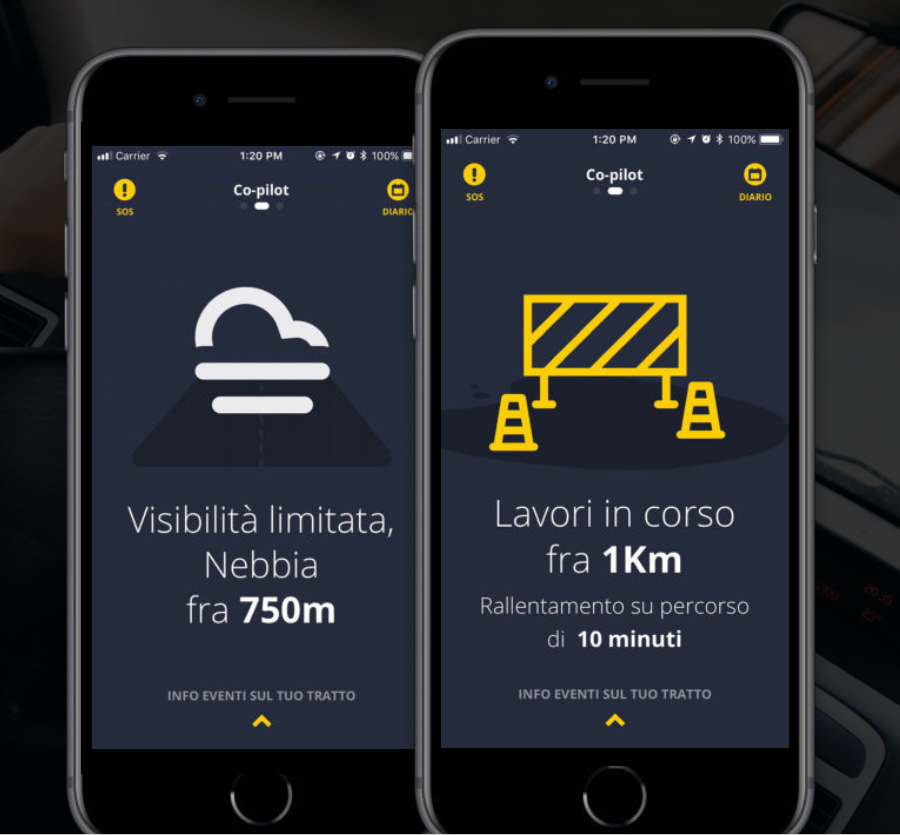 Carrier 1:20 PM 100%
SOS Co-pilot DIARIO
Visibilità limitata,
Nebbia
fra 750m
INFO EVENTI SUL TUO TRATTO
Carrier 1:20 PM 100%
SOS Co-pilot DIARIO
Lavori in corso
fra 1Km
Rallentamento su percorso
di 10 minuti
INFO EVENTI SUL TUO TRATTO